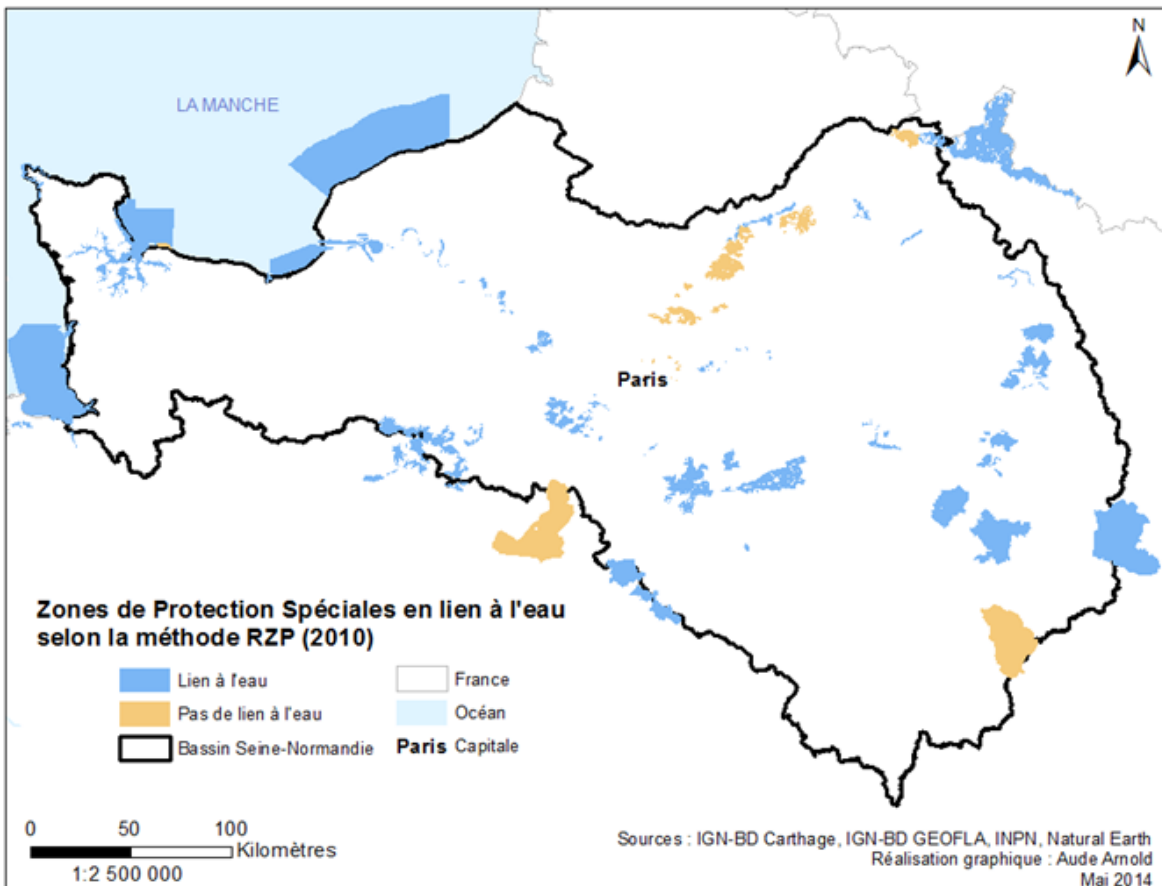 N
LA MANCHE
Paris
Zones de Protection Spéciales en lien à l'eau
selon la méthode RZP (2010)
Lien à l'eau
France
Pas de lien à l'eau
Océan
Bassin Seine-Normandie
Paris Capitale
0 50 100
Kilomètres
1:2 500 000
Sources : IGN-BD Carthage, IGN-BD GEOFLA, INPN, Natural Earth
Réalisation graphique : Aude Arnold
Mai 2014